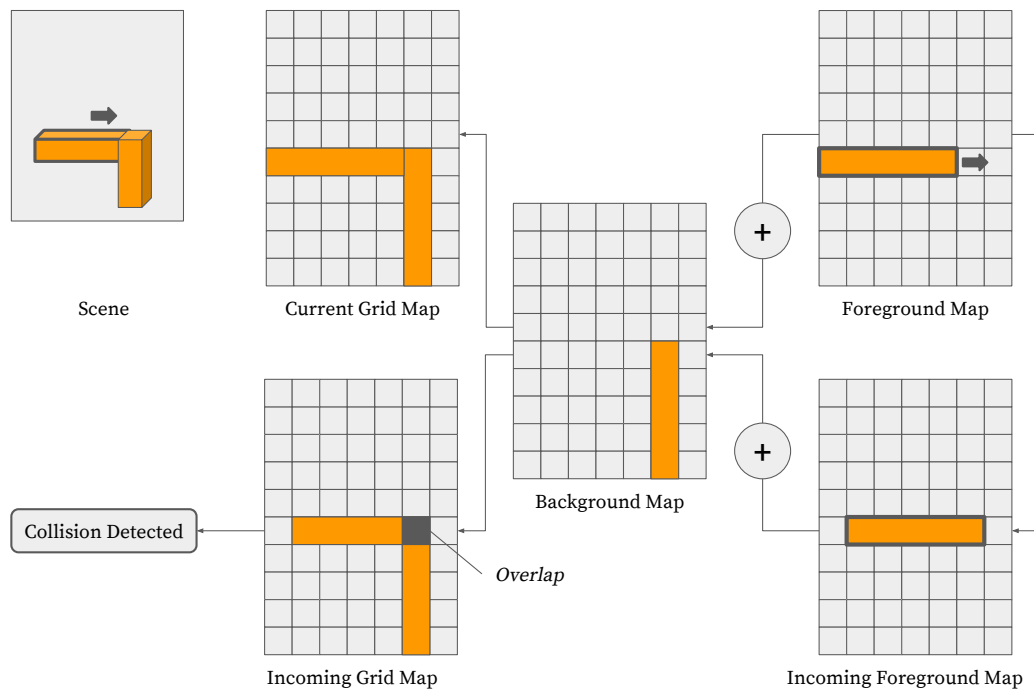 Scene
Current Grid Map
Foreground Map
+
+
Background Map
Collision Detected
Overlap
Incoming Grid Map
Incoming Foreground Map